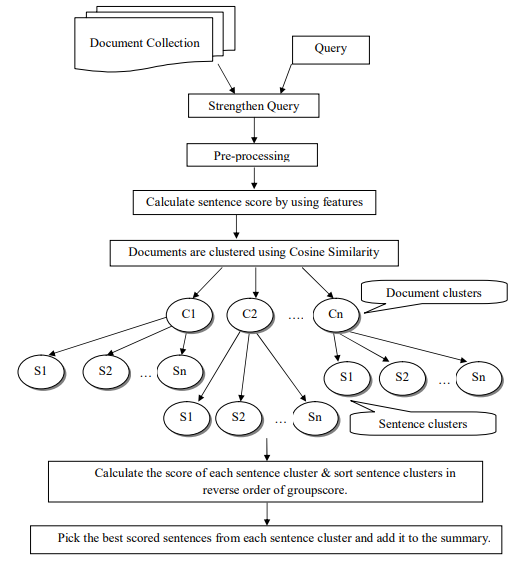 Document Collection
Query
Strengthen Query
Pre-processing
Calculate sentence score by using features
Documents are clustered using Cosine Similarity
Document clusters
C1
C2
....
Cn
S1
S2
...
Sn
S1
S2
...
Sn
S1
S2
...
Sn
Sentence clusters
Calculate the score of each sentence cluster & sort sentence clusters in
reverse order of groupscore.
Pick the best scored sentences from each sentence cluster and add it to the summary.